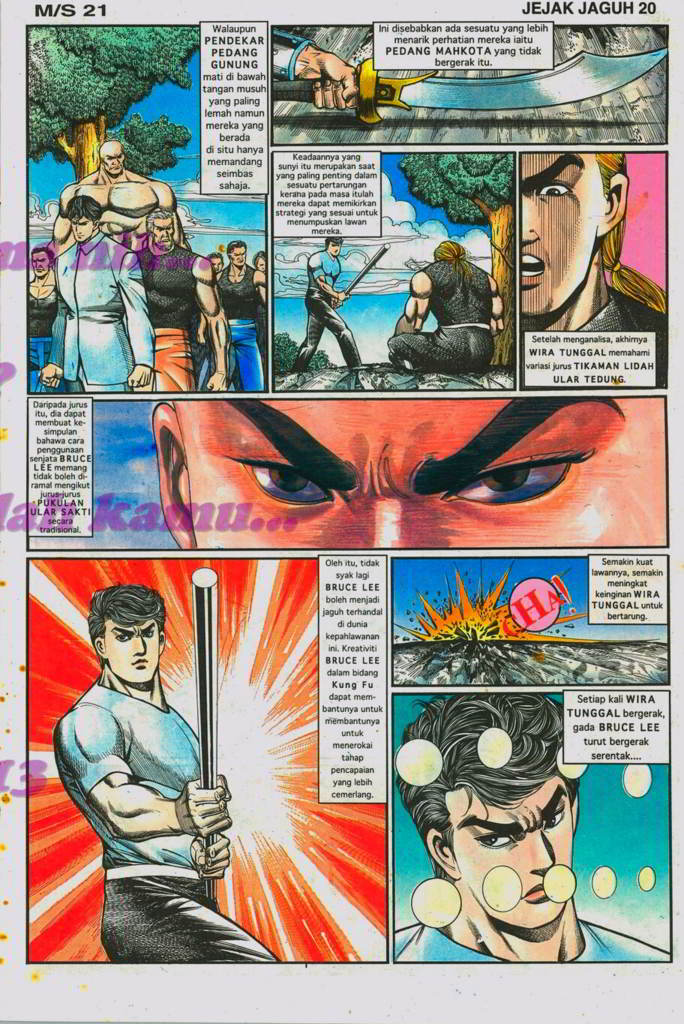 M/S 21
JEJAK JAGUH 20
Walaupun
PENDEKAR
PEDANG
GUNUNG
mati di bawah
tangan musuh
yang paling
lemah namun
mereka yang
berada
di situ hanya
memandang
seimbas
sahaja.
Ini disebabkan ada sesuatu yang lebih
menarik perhatian mereka iaitu
PEDANG MAHKOTA yang tidak
bergerak itu.
Keadaannya yang
sunyi itu merupakan saat
yang paling penting dalam
sesuatu pertarungan
kerana pada masa itulah
mereka dapat memikirkan
strategi yang sesuai untuk
menumpuskan lawan
mereka.
Setelah menganalisa, akhirnya
WIRA TUNGGAL memahami
variasi jurus TIKAMAN LIDAH
ULAR TEDUNG.
Daripada jurus
itu, dia dapat
membuat ke-
simpulan
bahawa cara
penggunaan
senjata BRUCE
LEE memang
tidak boleh di-
ramal mengikut
jurus-jurus
PUKULAN
ULAR SAKTI
secara
tradisional.
kamu...
Oleh itu, tidak
syak lagi
BRUCE LEE
boleh menjadi
jaguh terhandal
di dunia
kepahlawanan
ini. Kreativiti
BRUCE LEE
dalam bidang
Kung Fu
dapat mem-
bantunya untuk
membantunya
untuk
menerokai
tahap
pencapaian
yang lebih
cemerlang.
HA!
Semakin kuat
lawannya, semakin
meningkat
keinginan WIRA
TUNGGAL untuk
bertarung.
Setiap kali WIRA
TUNGGAL bergerak,
gada BRUCE LEE
turut bergerak
serentak....